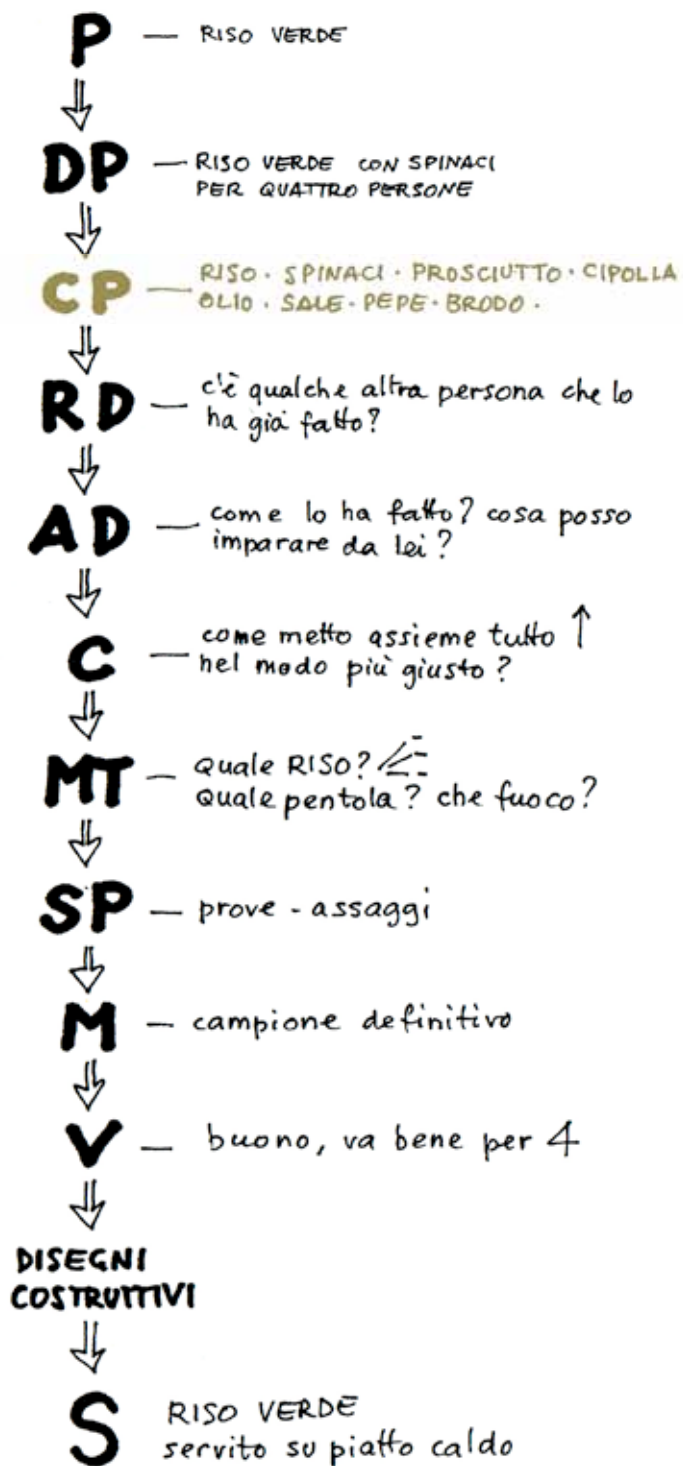 P — RISO VERDE
DP — RISO VERDE CON SPINACI
PER QUATTRO PERSONE
CP — RISO · SPINACI · PROSCIUTTO · CIPOLLA
OLIO · SALE · PEPE · BRODO ·
RD — c'è qualche altra persona che lo
ha già fatto?
AD — come lo ha fatto? cosa posso
imparare da lei?
C — come metto assieme tutto
nel modo più giusto?
MT — quale RISO?
quale pentola? che fuoco?
SP — prove - assaggi
M — campione definitivo
V — buono, va bene per 4
DISEGNI
COSTRUTTIVI
S RISO VERDE
servito su piatto caldo